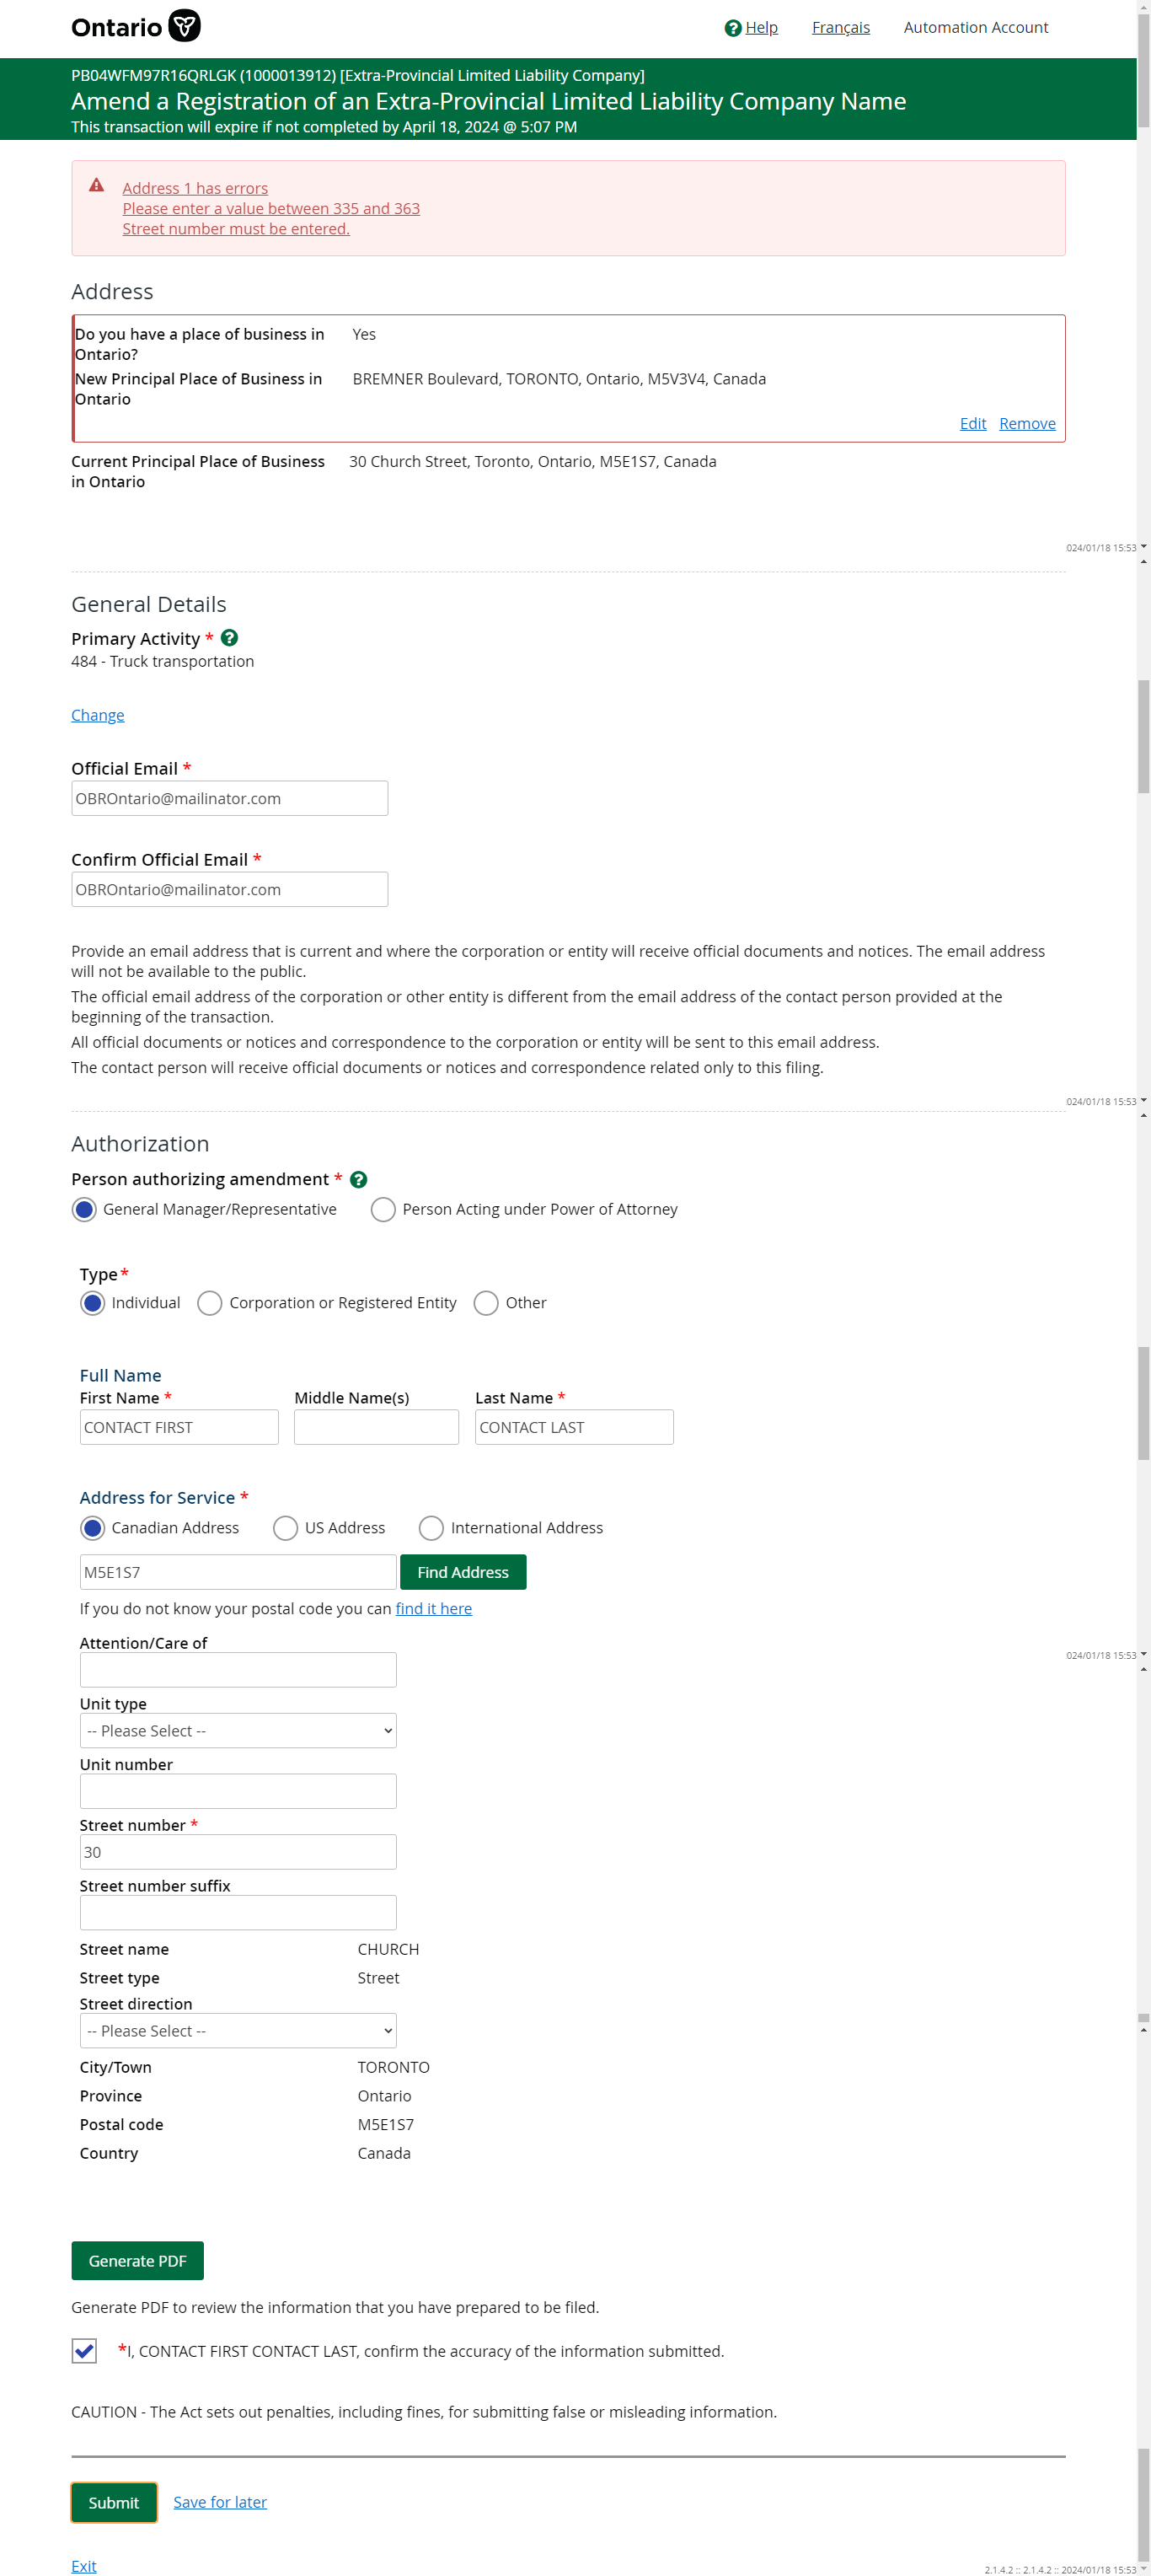 Ontario
Help Français Automation Account
PB04WFM97R16QRLGK (1000013912) [Extra-Provincial Limited Liability Company]
Amend a Registration of an Extra-Provincial Limited Liability Company Name
This transaction will expire if not completed by April 18, 2024 @ 5:07 PM
Address 1 has errors
Please enter a value between 335 and 363
Street number must be entered.
Address
Do you have a place of business in Yes
Ontario?
New Principal Place of Business in BREMNER Boulevard, TORONTO, Ontario, M5V3V4, Canada
Ontario
Edit Remove
Current Principal Place of Business 30 Church Street, Toronto, Ontario, M5E1S7, Canada
in Ontario
024/01/18 15:53
General Details
Primary Activity *
484 - Truck transportation
Change
Official Email *
OBROntario@mailinator.com
Confirm Official Email *
OBROntario@mailinator.com
Provide an email address that is current and where the corporation or entity will receive official documents and notices. The email address
will not be available to the public.
The official email address of the corporation or other entity is different from the email address of the contact person provided at the
beginning of the transaction.
All official documents or notices and correspondence to the corporation or entity will be sent to this email address.
The contact person will receive official documents or notices and correspondence related only to this filing.
024/01/18 15:53
Authorization
Person authorizing amendment *
General Manager/Representative Person Acting under Power of Attorney
Type *
Individual Corporation or Registered Entity Other
Full Name
First Name * Middle Name(s) Last Name *
CONTACT FIRST CONTACT LAST
Address for Service *
Canadian Address US Address International Address
M5E1S7 Find Address
If you do not know your postal code you can find it here
Attention/Care of
024/01/18 15:53
Unit type
-- Please Select --
Unit number
Street number *
30
Street number suffix
Street name CHURCH
Street type Street
Street direction
-- Please Select --
City/Town TORONTO
Province Ontario
Postal code M5E1S7
Country Canada
Generate PDF
Generate PDF to review the information that you have prepared to be filed.
*I, CONTACT FIRST CONTACT LAST, confirm the accuracy of the information submitted.
CAUTION - The Act sets out penalties, including fines, for submitting false or misleading information.
Submit Save for later
Exit
2.1.4.2 :: 2.1.4.2 :: 2024/01/18 15:53